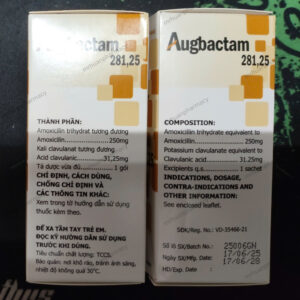 Augbactam
281,25
THÀNH PHẦN:
Amoxicilin trihydrat tương đương
Amoxicilin 250mg
Kali clavulanat tương đương
Acid clavulanic 31,25mg
Tá dược vừa đủ 1 gói
CHỈ ĐỊNH, CÁCH DÙNG,
CHỐNG CHỈ ĐỊNH VÀ
CÁC THÔNG TIN KHÁC:
Xem trong tờ hướng dẫn sử dụng
thuốc kèm theo.
ĐỂ XA TẦM TAY TRẺ EM.
ĐỌC KỸ HƯỚNG DẪN SỬ DỤNG
TRƯỚC KHI DÙNG.
Tiêu chuẩn chất lượng: TCCS.
Bảo quản: nơi khô ráo, tránh ánh sáng,
nhiệt độ không quá 30°C.
Augbactam
281,25
COMPOSITION:
Amoxicillin trihydrate equivalent to
Amoxicillin 250mg
Potassium clavulanate equivalent to
Clavulanic acid 31.25mg
Excipients q.s 1 sachet
INDICATIONS, DOSAGE,
CONTRA-INDICATIONS AND
OTHER INFORMATION:
See enclosed leaflet.
SĐK/Reg. No.: VD-35466-21
Số lô SX/Batch No.: 25006GN
Ngày SX/Mfg. Date: 17/06/25
HD/Exp. Date: 17/06/28